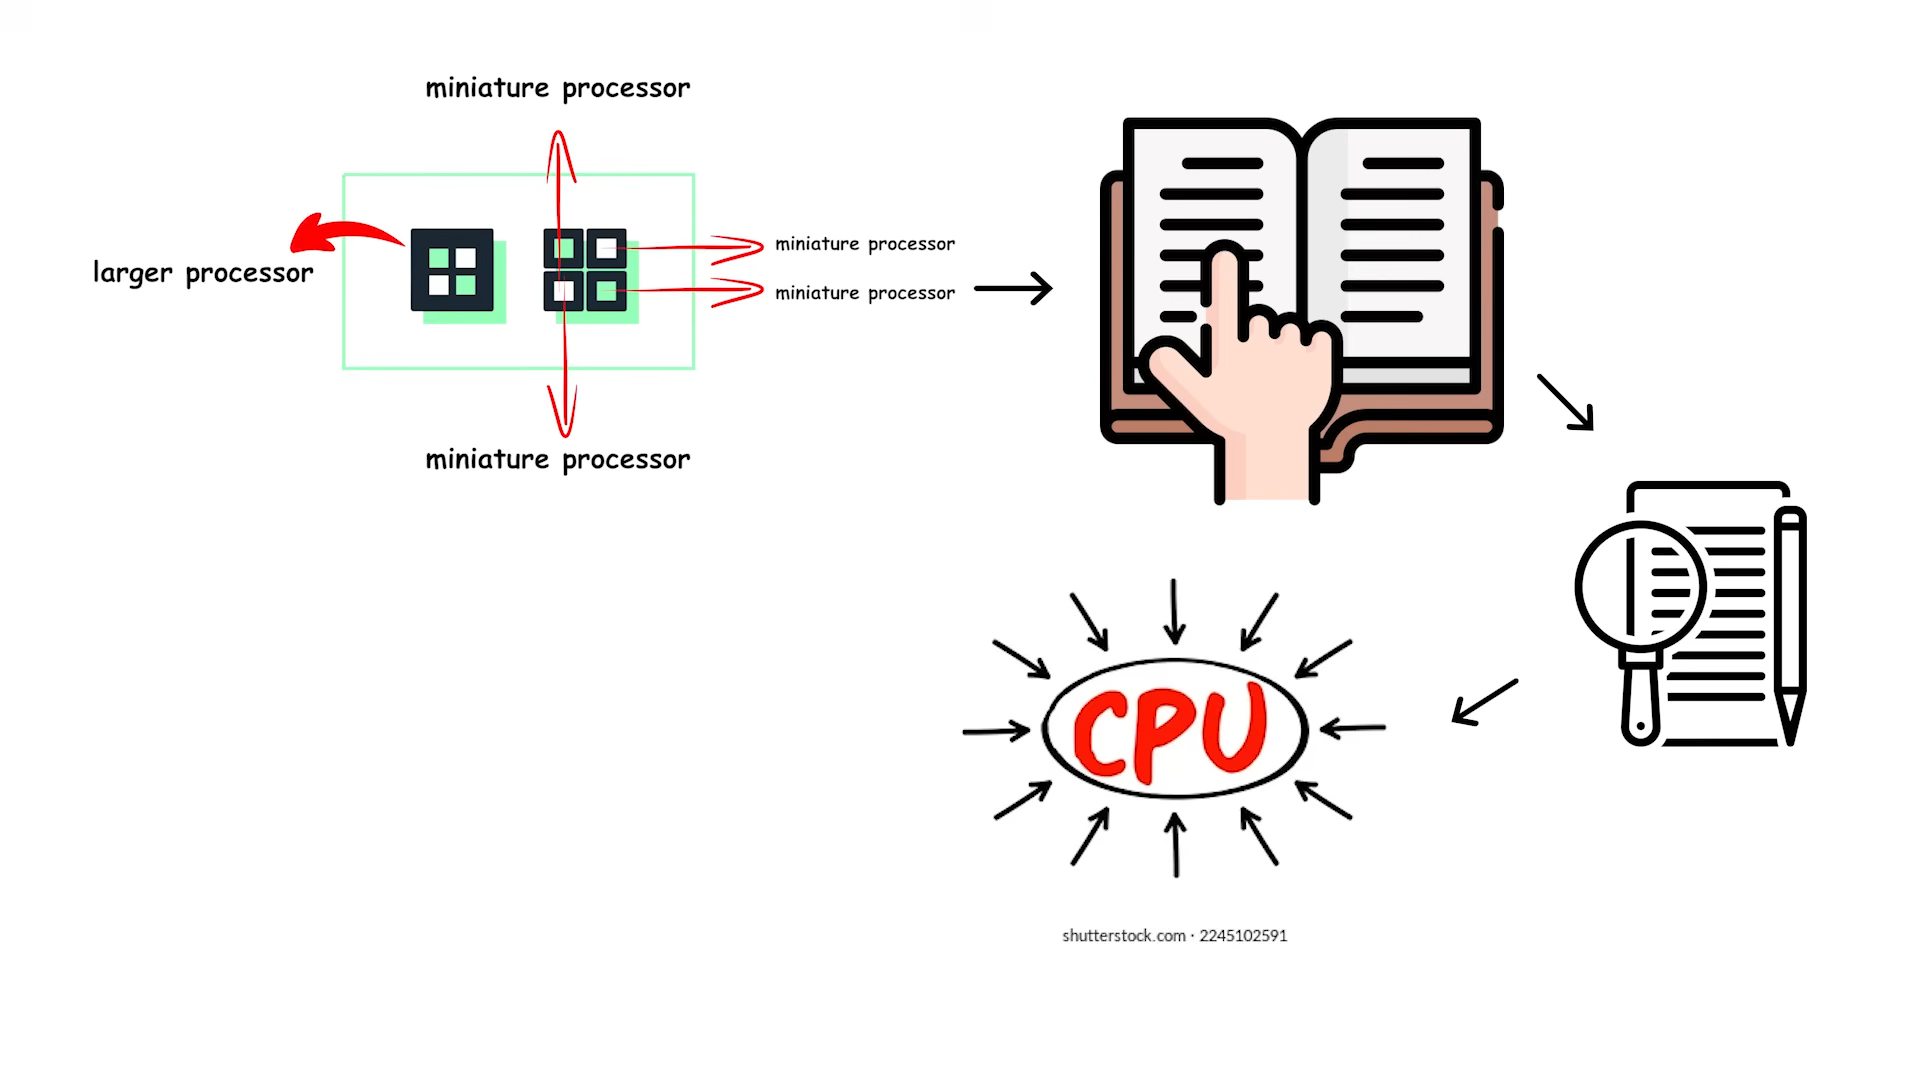 miniature processor
larger processor
miniature processor
miniature processor
miniature processor
CPU
shutterstock.com · 2245102591